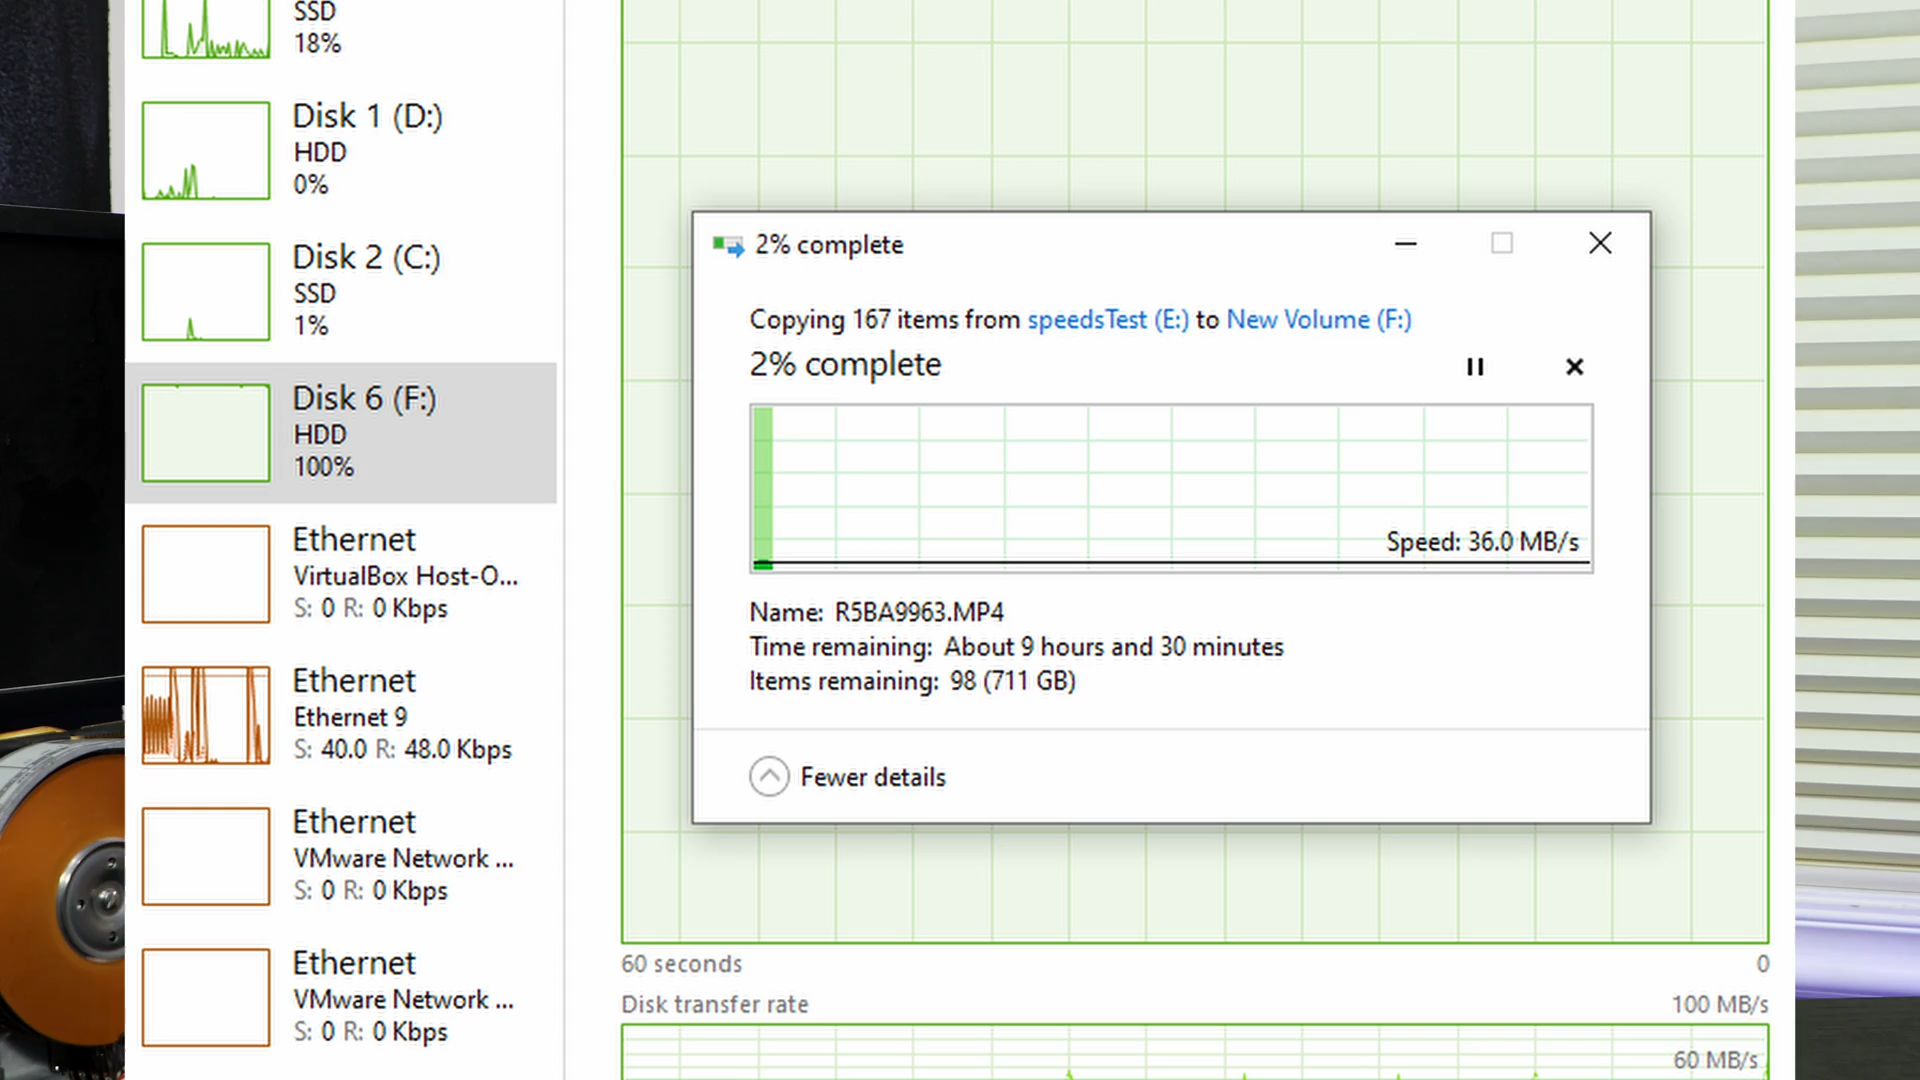 SSD
18%
Disk 1 (D:)
HDD
0%
Disk 2 (C:)
SSD
1%
Disk 6 (F:)
HDD
100%
Ethernet
VirtualBox Host-O...
S: 0 R: 0 Kbps
Ethernet
Ethernet 9
S: 40.0 R: 48.0 Kbps
Ethernet
VMware Network ...
S: 0 R: 0 Kbps
Ethernet
VMware Network ...
S: 0 R: 0 Kbps
2% complete
Copying 167 items from speedsTest (E:) to New Volume (F:)
2% complete
Speed: 36.0 MB/s
Name: R5BA9963.MP4
Time remaining: About 9 hours and 30 minutes
Items remaining: 98 (711 GB)
Fewer details
60 seconds 0
Disk transfer rate 100 MB/s
60 MB/s